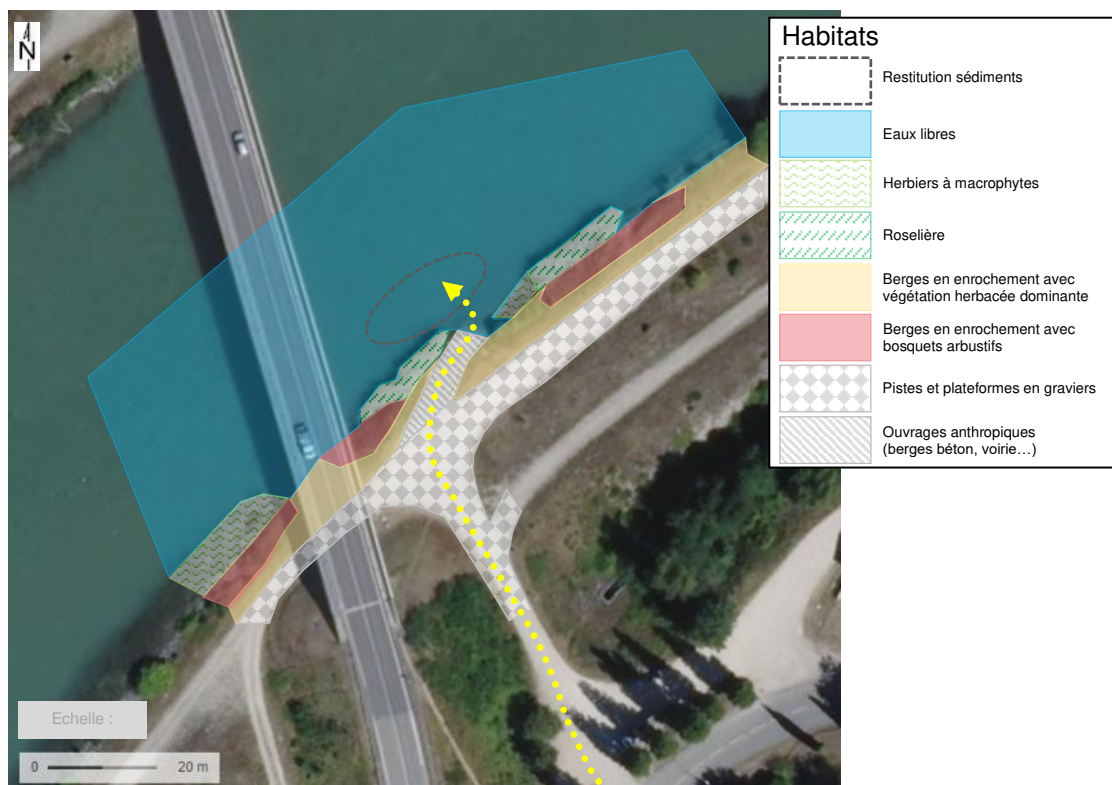 N
Habitats
Restitution sédiments
Eaux libres
Herbiers à macrophytes
Roselière
Berges en enrochement avec
végétation herbacée dominante
Berges en enrochement avec
bosquets arbustifs
Pistes et plateformes en graviers
Ouvrages anthropiques
(berges béton, voirie…)
Echelle :
0 20 m